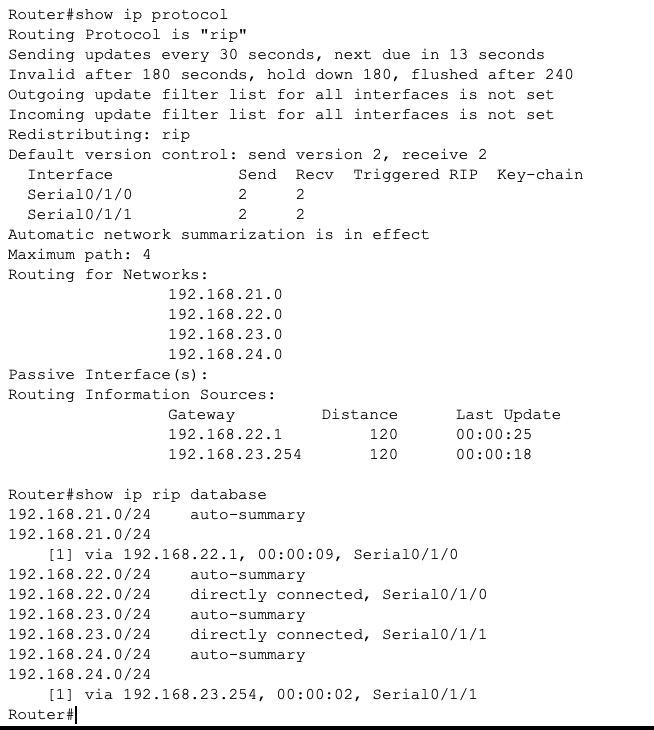 Router#show ip protocol
Routing Protocol is "rip"
Sending updates every 30 seconds, next due in 13 seconds
Invalid after 180 seconds, hold down 180, flushed after 240
Outgoing update filter list for all interfaces is not set
Incoming update filter list for all interfaces is not set
Redistributing: rip
Default version control: send version 2, receive 2
  Interface             Send  Recv  Triggered RIP  Key-chain
  Serial0/1/0           2     2
  Serial0/1/1           2     2
Automatic network summarization is in effect
Maximum path: 4
Routing for Networks:
192.168.21.0
192.168.22.0
192.168.23.0
192.168.24.0
Passive Interface(s):
Routing Information Sources:
Gateway         Distance      Last Update
192.168.22.1         120      00:00:25
192.168.23.254       120      00:00:18
Router#show ip rip database
192.168.21.0/24    auto-summary
192.168.21.0/24
    [1] via 192.168.22.1, 00:00:09, Serial0/1/0
192.168.22.0/24    auto-summary
192.168.22.0/24    directly connected, Serial0/1/0
192.168.23.0/24    auto-summary
192.168.23.0/24    directly connected, Serial0/1/1
192.168.24.0/24    auto-summary
192.168.24.0/24
    [1] via 192.168.23.254, 00:00:02, Serial0/1/1
Router#